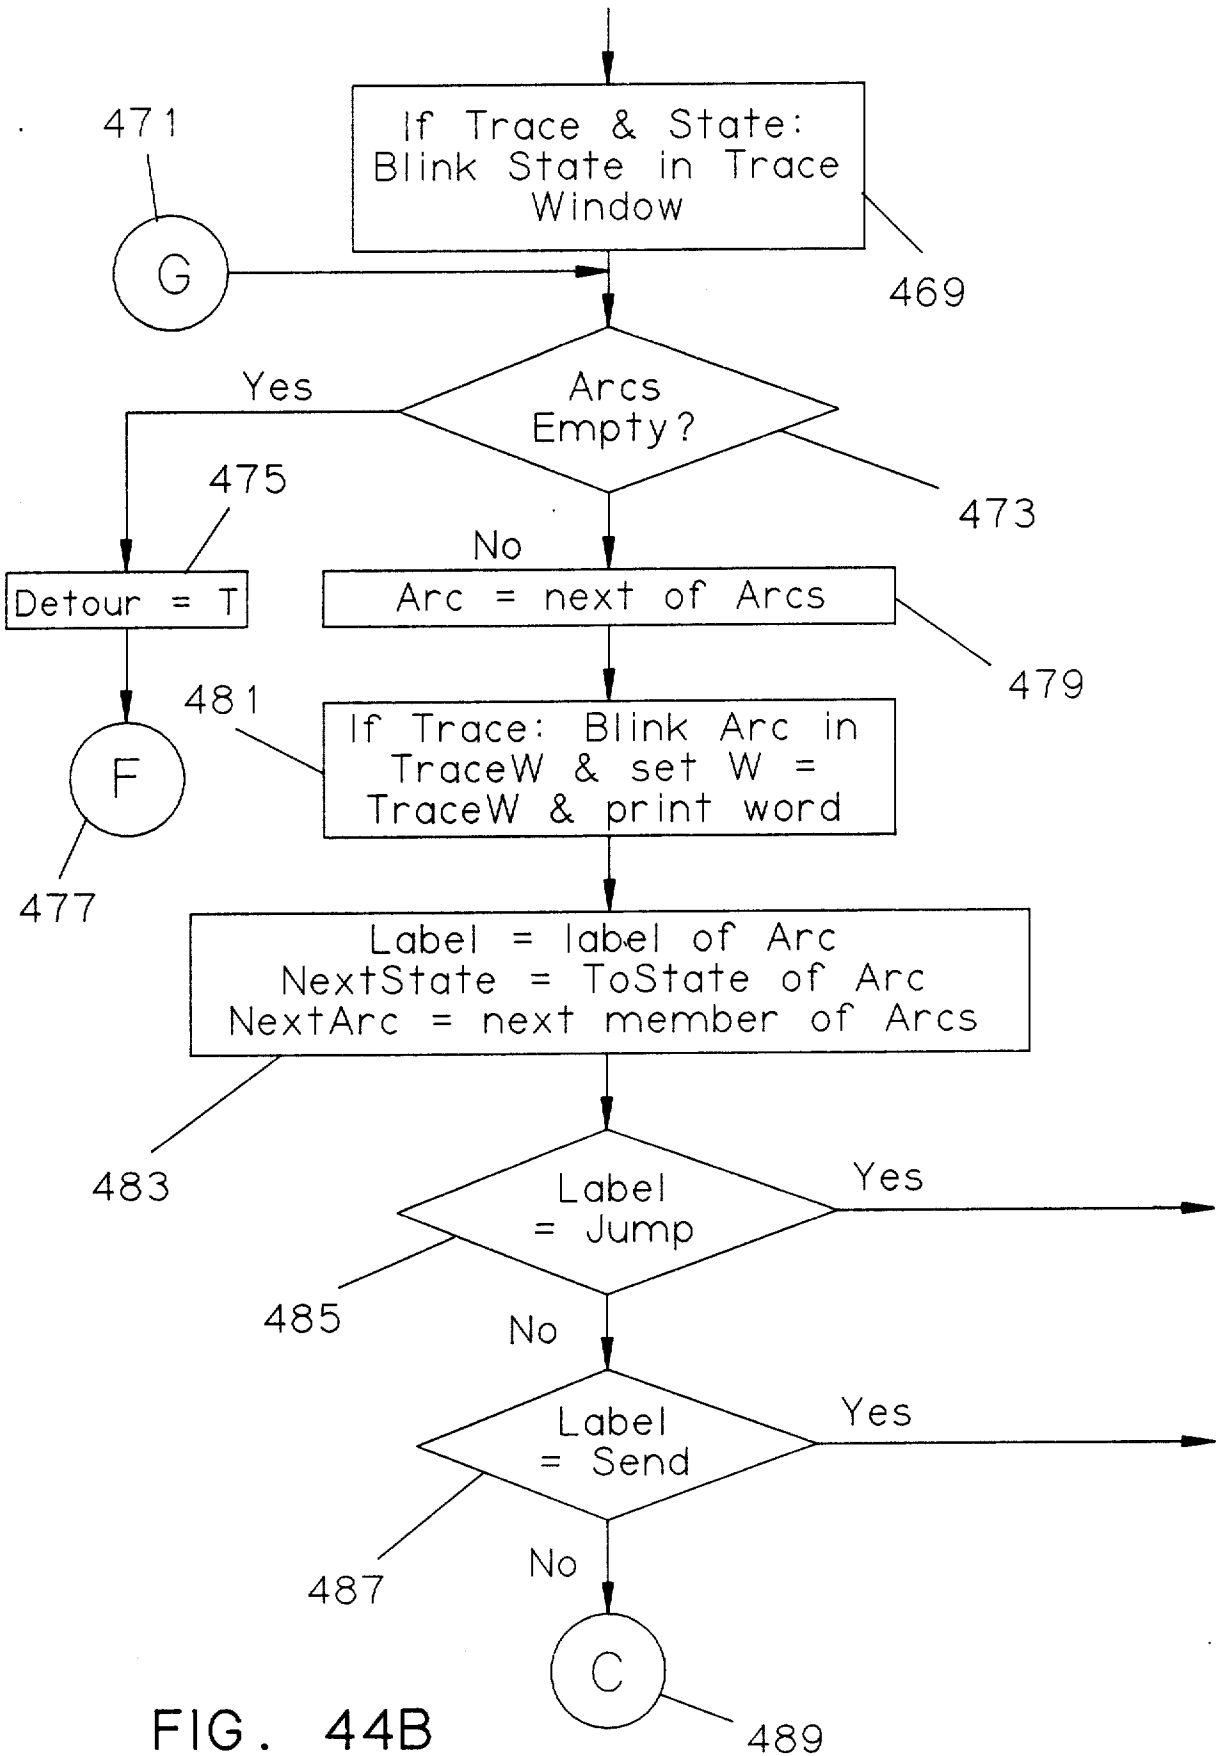 If Trace & State:
Blink State in Trace
Window
471
G
469
Yes
Arcs
Empty?
475
473
No
Detour = T
Arc = next of Arcs
479
481
If Trace: Blink Arc in
TraceW & set W =
TraceW & print word
F
477
Label = label of Arc
NextState = ToState of Arc
NextArc = next member of Arcs
483
Label
= Jump
Yes
485
No
Label
= Send
Yes
487
No
C
489
FIG. 44B